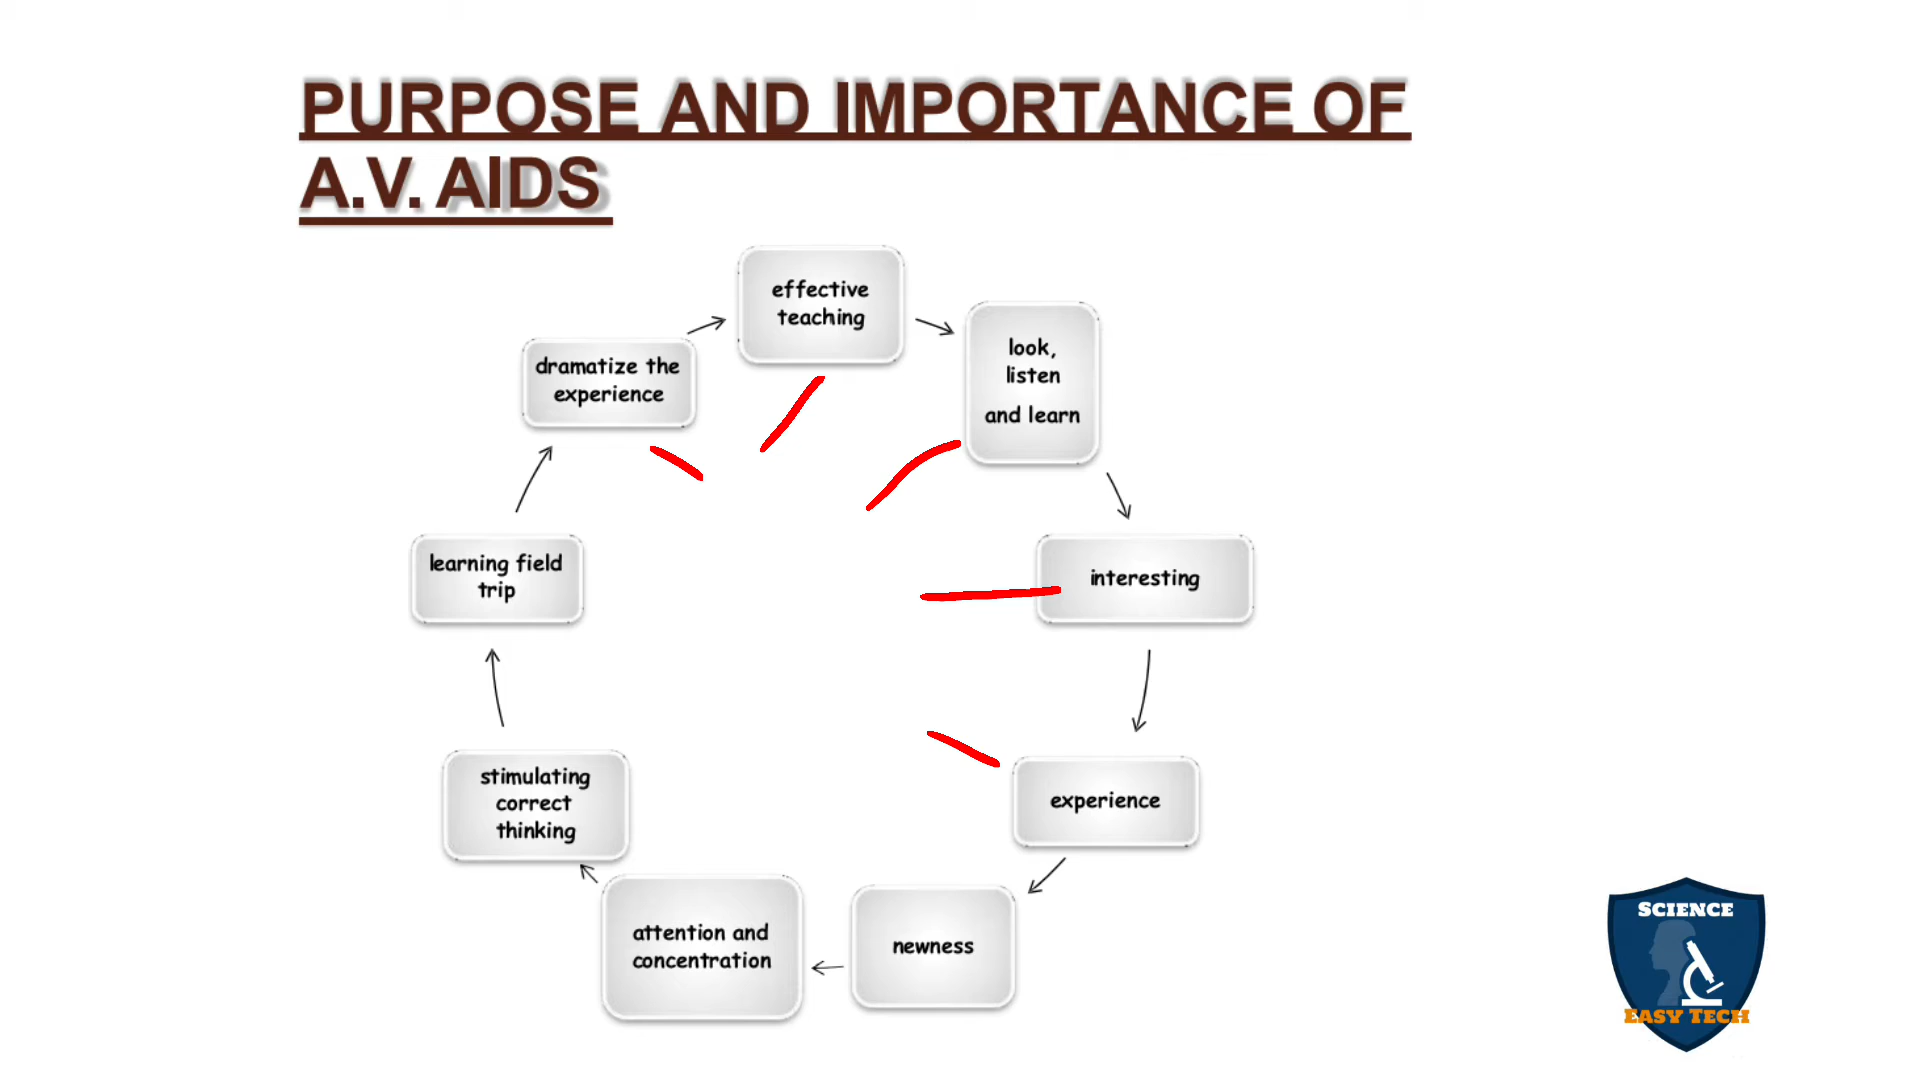 PURPOSE AND IMPORTANCE OF
A.V. AIDS
effective
teaching
look,
listen
and learn
interesting
experience
newness
attention and
concentration
stimulating
correct
thinking
learning field
trip
dramatize the
experience
SCIENCE
EASY TECH